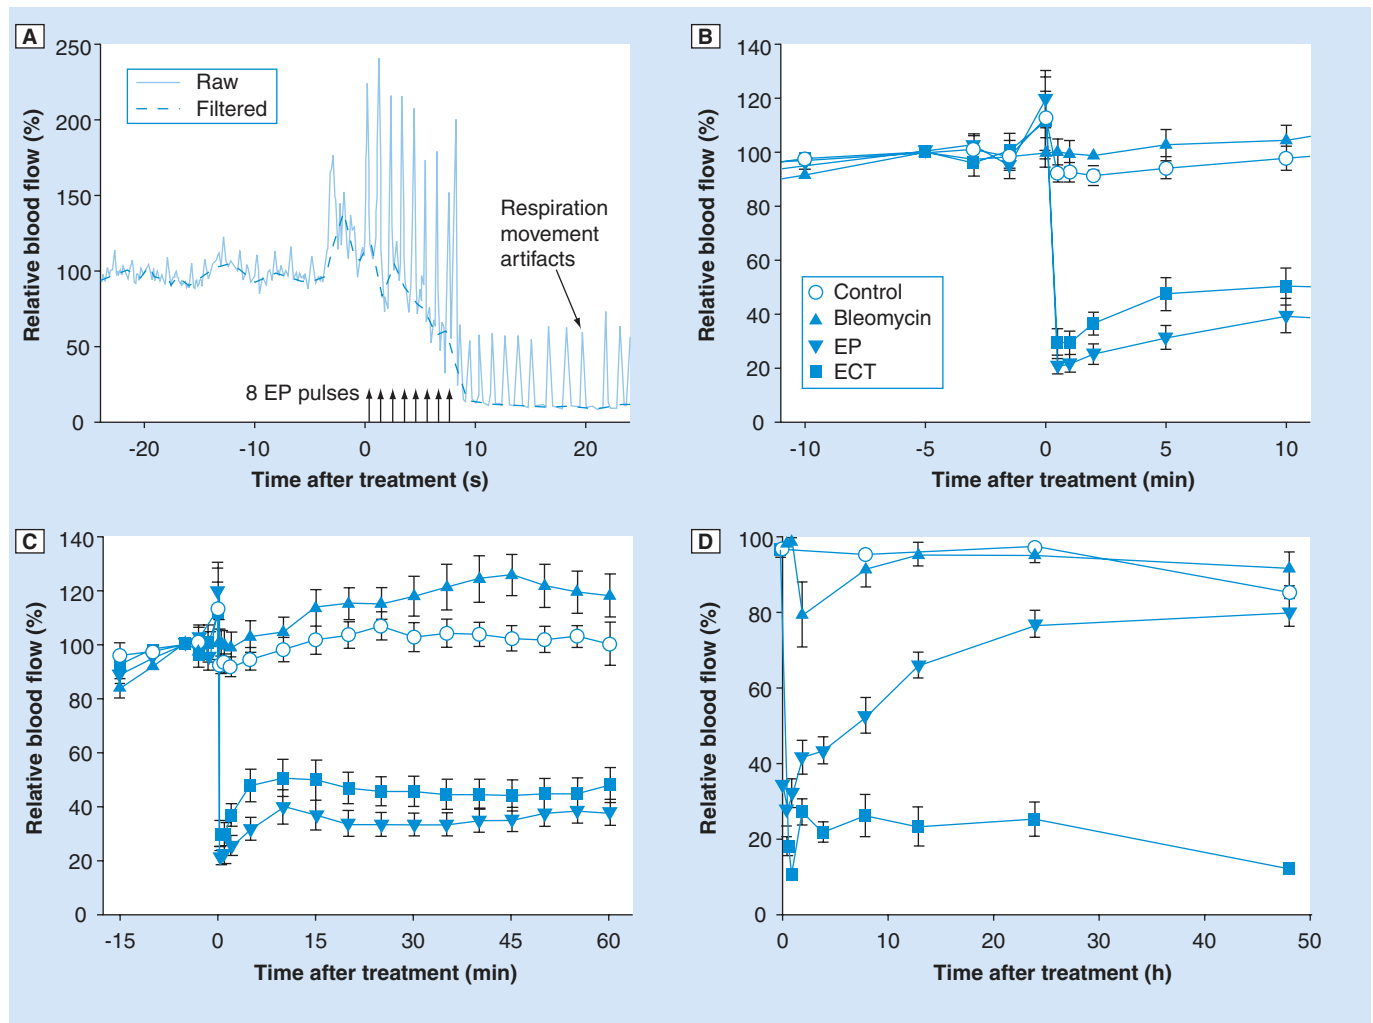 A
250
200
150
100
50
0
Relative blood flow (%)
Raw
Filtered
Respiration
movement
artifacts
8 EP pulses
-20 -10 0 10 20
Time after treatment (s)
B
140
120
100
80
60
40
20
0
Relative blood flow (%)
Control
Bleomycin
EP
ECT
-10 -5 0 5 10
Time after treatment (min)
C
140
120
100
80
60
40
20
0
Relative blood flow (%)
-15 0 15 30 45 60
Time after treatment (min)
D
100
80
60
40
20
0
Relative blood flow (%)
0 10 20 30 40 50
Time after treatment (h)